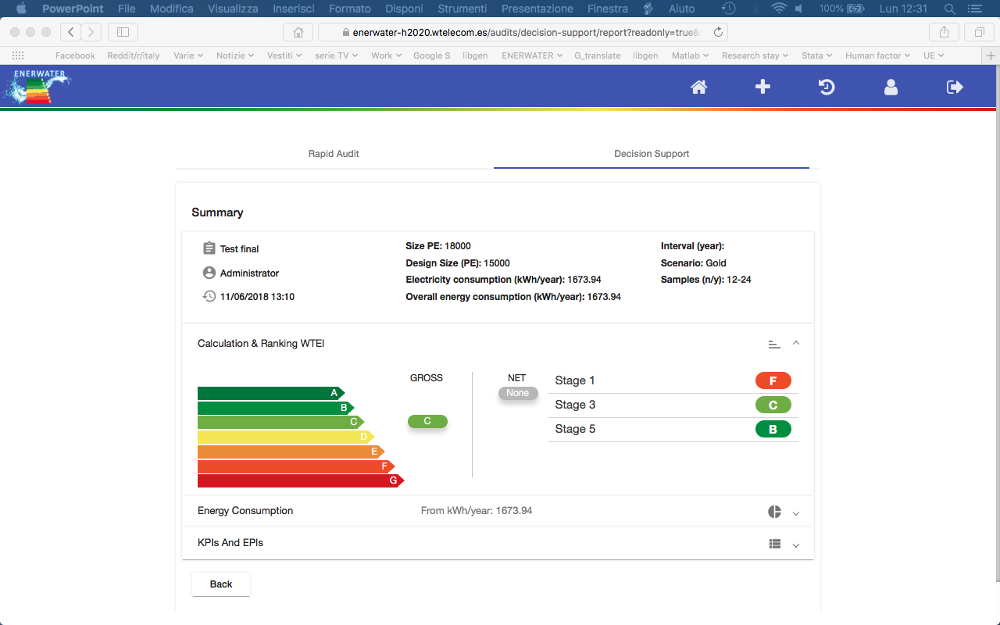 PowerPoint File Modifica Visualizza Inserisci Formato Disponi Strumenti Presentazione Finestra Aiuto 100% Lun 12:31
enerwater-h2020.wtelecom.es/audits/decision-support/report?readonly=true&
Facebook Reddit/r/italy Varie Notizie Vestiti serie TV Work Google S libgen ENERWATER G_translate libgen Matlab Research stay Stata Human factor UE
ENERWATER
Rapid Audit Decision Support
Summary
Test final
Administrator
11/06/2018 13:10
Size PE: 18000
Design Size (PE): 15000
Electricity consumption (kWh/year): 1673.94
Overall energy consumption (kWh/year): 1673.94
Interval (year):
Scenario: Gold
Samples (n/y): 12-24
Calculation & Ranking WTEI
A
B
C
D
E
F
G
GROSS
C
NET
None
Stage 1 F
Stage 3 C
Stage 5 B
Energy Consumption From kWh/year: 1673.94
KPIs And EPIs
Back